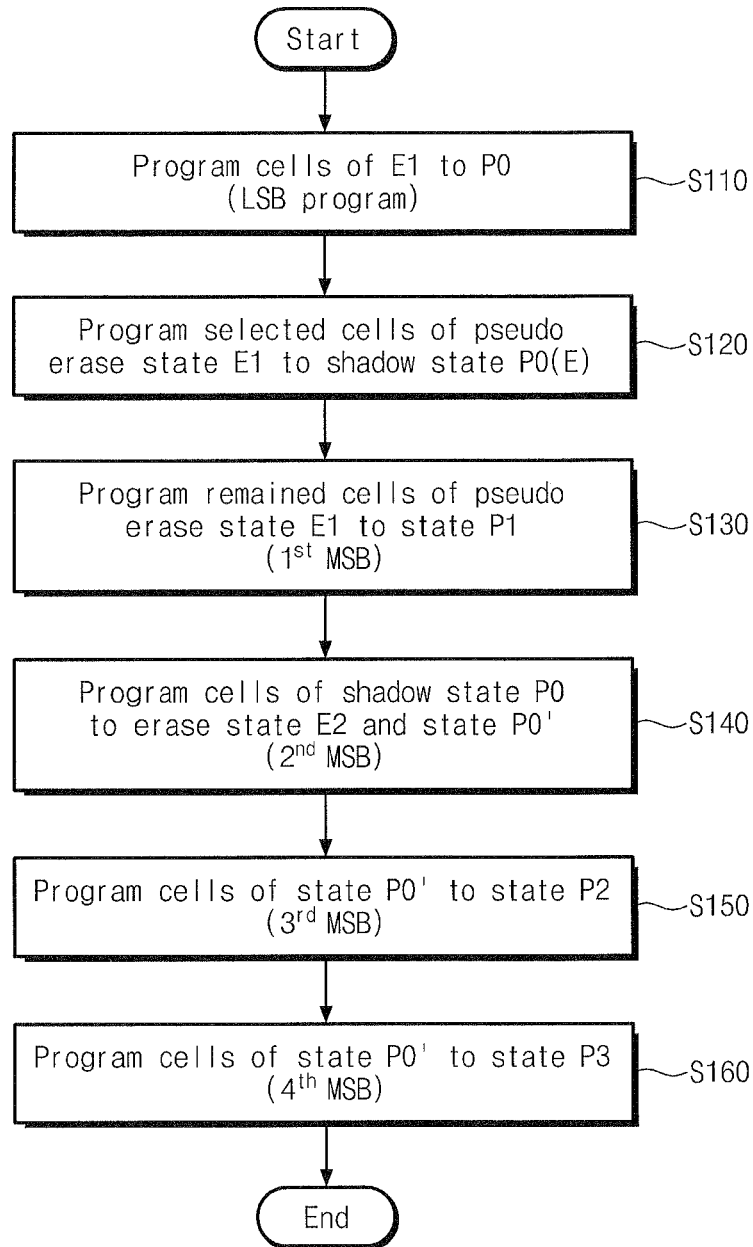 Start
Program cells of E1 to P0
(LSB program)
S110
Program selected cells of pseudo
erase state E1 to shadow state P0(E)
S120
Program remained cells of pseudo
erase state E1 to state P1
(1st MSB)
S130
Program cells of shadow state P0
to erase state E2 and state P0'
(2nd MSB)
S140
Program cells of state P0' to state P2
(3rd MSB)
S150
Program cells of state P0' to state P3
(4th MSB)
S160
End